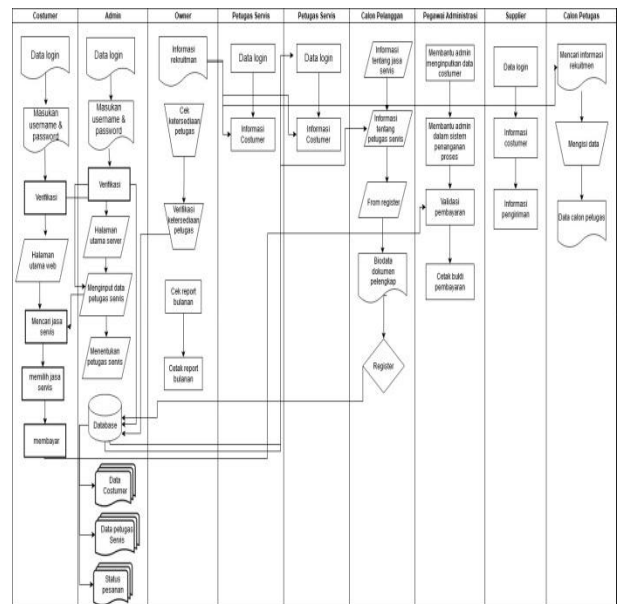 Costumer
Admin
Owner
Petugas Servis
Petugas Servis
Calon Pelanggan
Pegawai Administrasi
Supplier
Calon Petugas
Data login
Masukan
username &
password
Verifikasi
Halaman
utama web
Mencari jasa
servis
memilih jasa
servis
membayar
Data login
Masukan
username &
password
Verifikasi
Halaman
utama server
Menginput data
petugas servis
Menentukan
petugas servis
Database
Data
Costumer
Data petugas
Servis
Status
pesanan
Informasi
rekruitman
Cek
ketersediaan
petugas
Verifikasi
ketersediaan
petugas
Cek report
bulanan
Cetak report
bulanan
Data login
Informasi
Costumer
Data login
Informasi
Costumer
Informasi
tentang jasa
servis
Informasi
tentang
petugas servis
From register
Biodata
dokumen
pelengkap
Register
Membantu admin
menginputkan data
costumer
Membantu admin
dalam sistem
penanganan
proses
Validasi
pembayaran
Cetak bukti
pembayaran
Data login
Informasi
costumer
Informasi
pengiriman
Mencari informasi
rekuitmen
Mengisi data
Data calon petugas